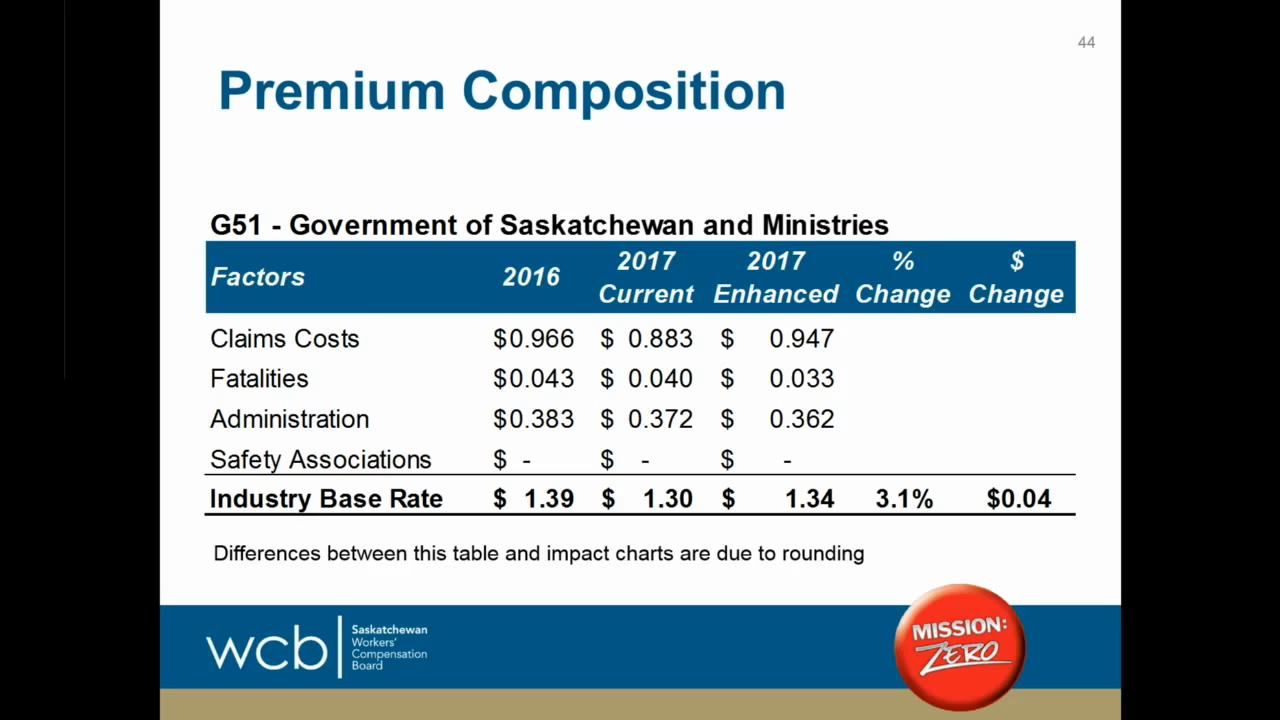 44
Premium Composition
G51 - Government of Saskatchewan and Ministries
Factors 2016 2017 Current 2017 Enhanced % Change $ Change
Claims Costs $0.966 $ 0.883 $ 0.947
Fatalities $0.043 $ 0.040 $ 0.033
Administration $0.383 $ 0.372 $ 0.362
Safety Associations $ - $ - $ -
Industry Base Rate $ 1.39 $ 1.30 $ 1.34 3.1% $0.04
Differences between this table and impact charts are due to rounding
wcb
Saskatchewan
Workers'
Compensation
Board
MISSION:
ZERO